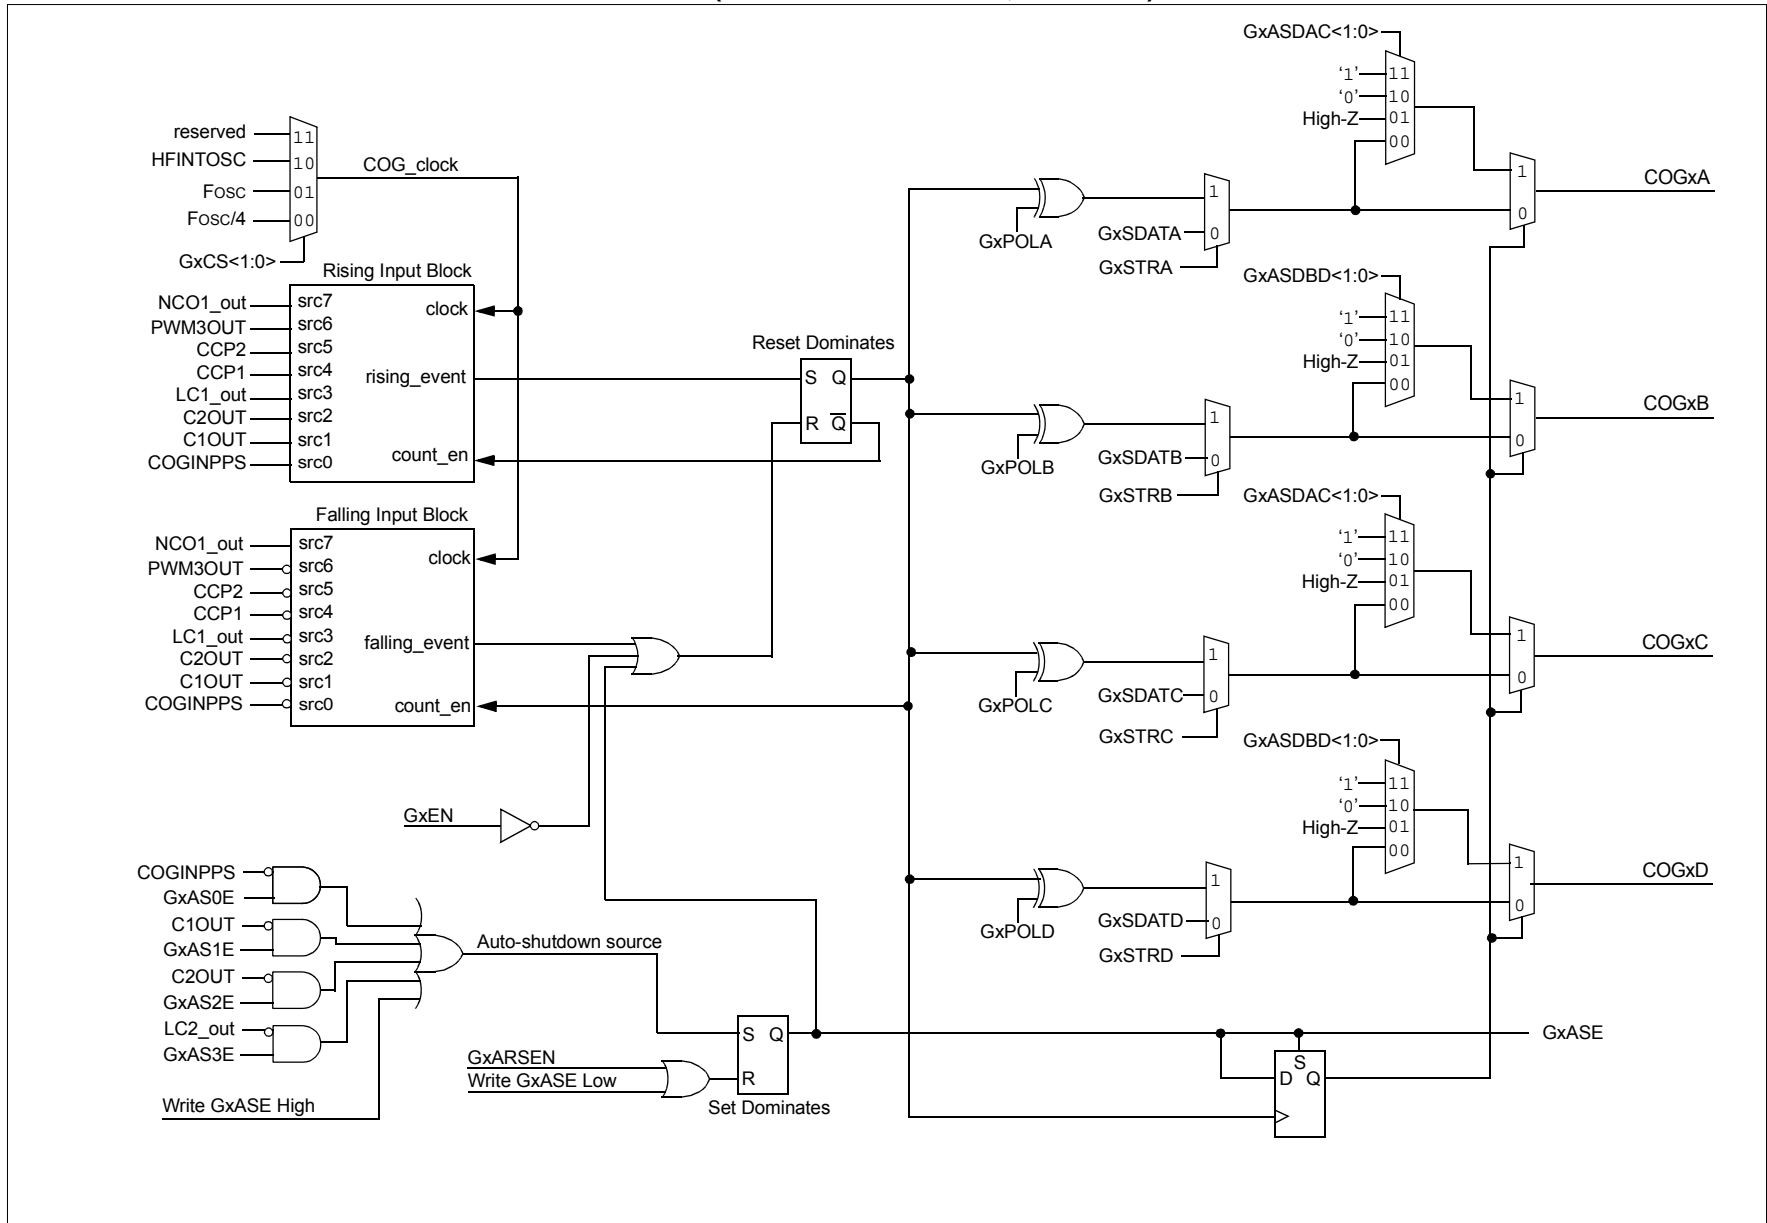 GxASDAC<1:0>
'1'
11
'0'
10
High-Z
01
00
reserved
11
HFINTOSC
10
FOSC
01
FOSC/4
00
COG_clock
GxCS<1:0>
1
0
COGxA
GxPOLA
1
GxSDATA
0
GxSTRA
Rising Input Block
NCO1_out
src7
PWM3OUT
src6
CCP2
src5
CCP1
src4
LC1_out
src3
C2OUT
src2
C1OUT
src1
COGINPPS
src0
clock
rising_event
count_en
Reset Dominates
S Q
R Q
GxASDBD<1:0>
'1'
11
'0'
10
High-Z
01
00
1
0
COGxB
GxPOLB
1
GxSDATB
0
GxSTRB
Falling Input Block
NCO1_out
src7
PWM3OUT
src6
CCP2
src5
CCP1
src4
LC1_out
src3
C2OUT
src2
C1OUT
src1
COGINPPS
src0
clock
falling_event
count_en
GxASDAC<1:0>
'1'
11
'0'
10
High-Z
01
00
1
0
COGxC
GxPOLC
1
GxSDATC
0
GxSTRC
GxEN
GxASDBD<1:0>
'1'
11
'0'
10
High-Z
01
00
1
0
COGxD
GxPOLD
1
GxSDATD
0
GxSTRD
COGINPPS
GxAS0E
C1OUT
GxAS1E
C2OUT
GxAS2E
LC2_out
GxAS3E
Auto-shutdown source
Write GxASE High
GxARSEN
Write GxASE Low
S Q
R
Set Dominates
GxASE
S
D Q